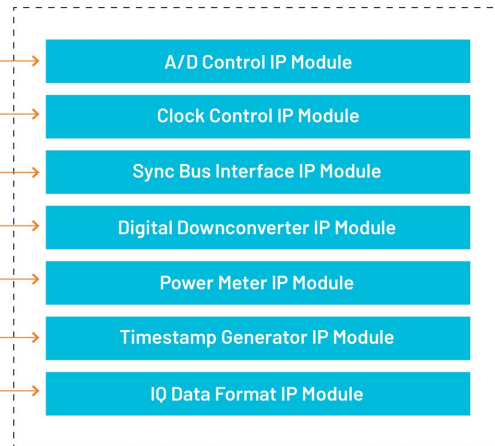 A/D Control IP Module
Clock Control IP Module
Sync Bus Interface IP Module
Digital Downconverter IP Module
Power Meter IP Module
Timestamp Generator IP Module
IQ Data Format IP Module